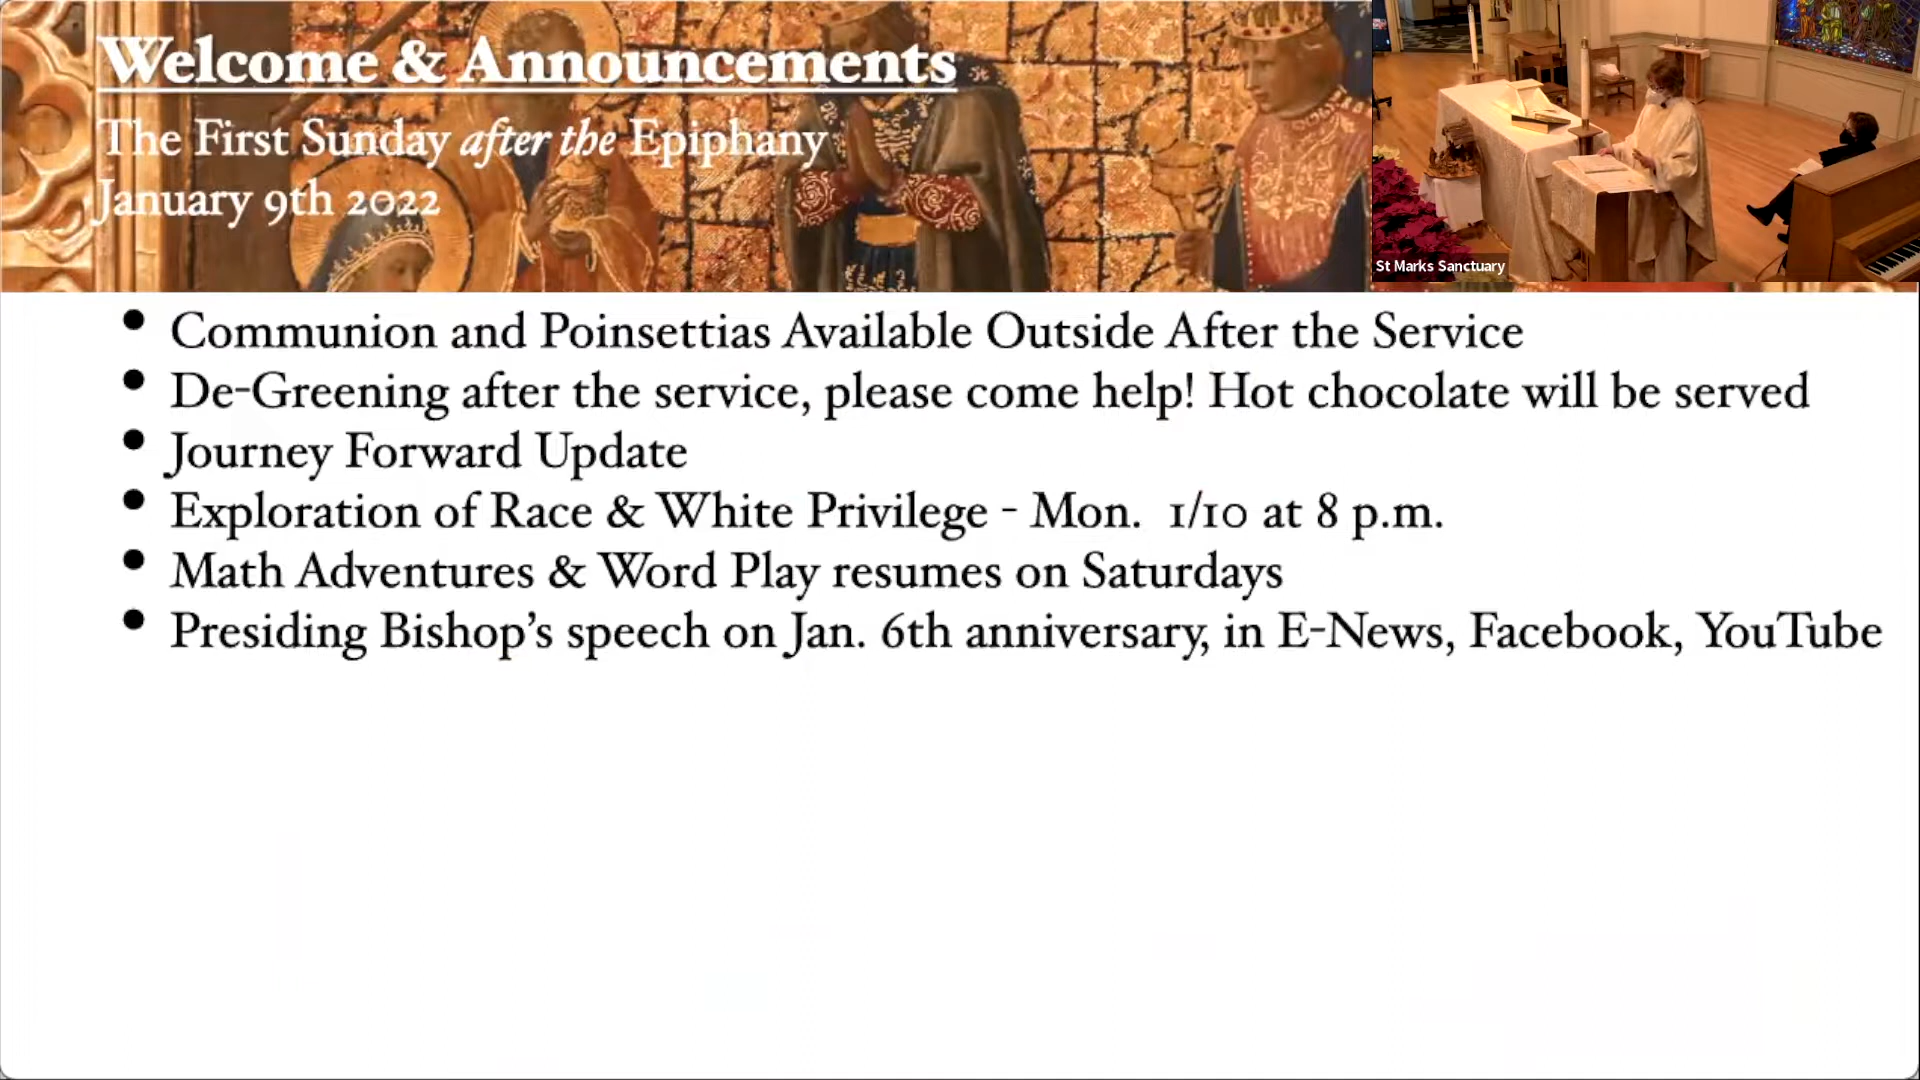 Welcome & Announcements
The First Sunday after the Epiphany
January 9th 2022
St Marks Sanctuary
• Communion and Poinsettias Available Outside After the Service
• De-Greening after the service, please come help! Hot chocolate will be served
• Journey Forward Update
• Exploration of Race & White Privilege - Mon.  1/10 at 8 p.m.
• Math Adventures & Word Play resumes on Saturdays
• Presiding Bishop’s speech on Jan. 6th anniversary, in E-News, Facebook, YouTube